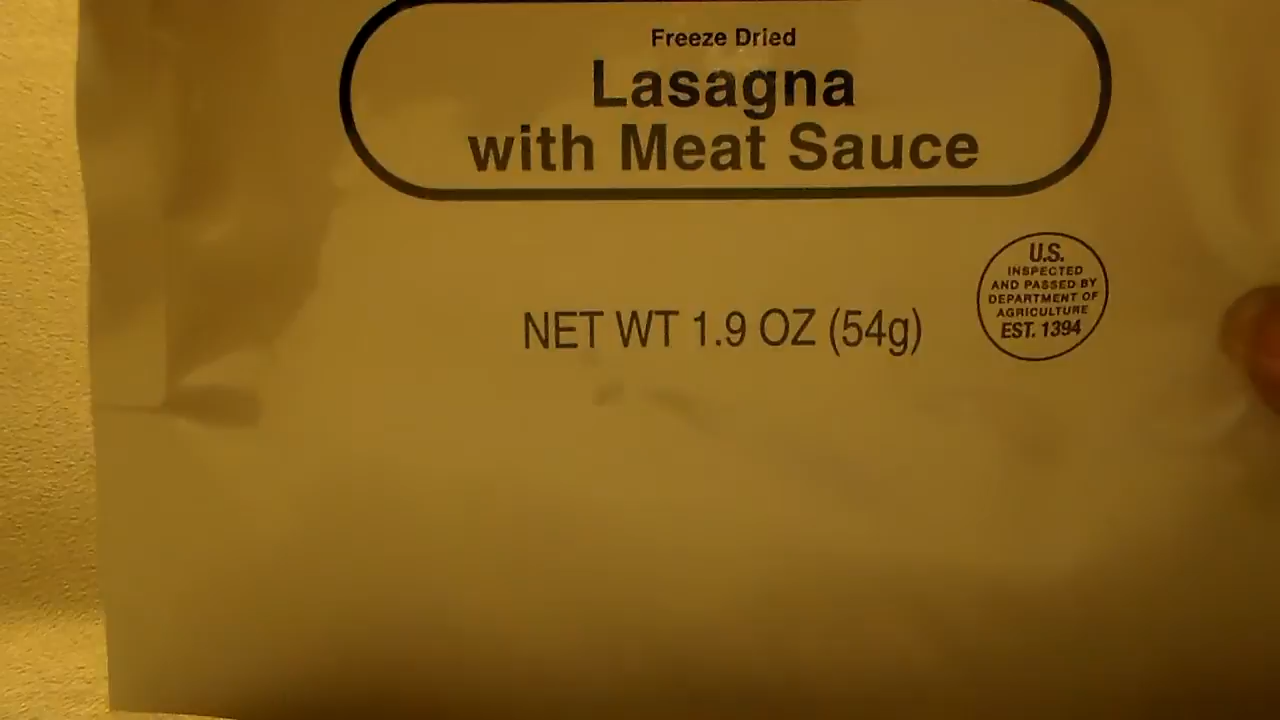 Freeze Dried
Lasagna
with Meat Sauce
NET WT 1.9 OZ (54g)
U.S.
INSPECTED
AND PASSED BY
DEPARTMENT OF
AGRICULTURE
EST. 1394